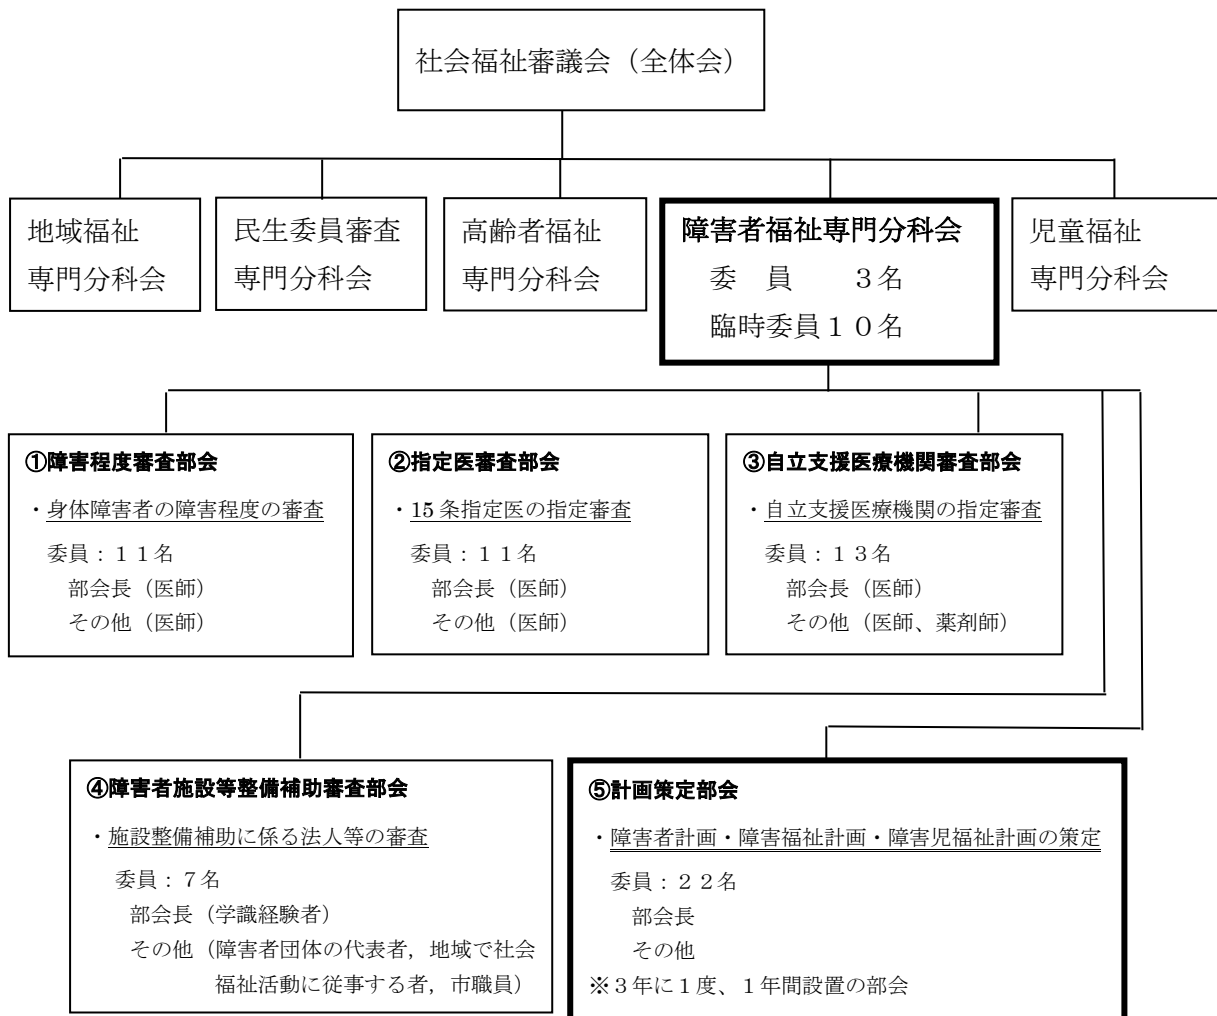 社会福祉審議会（全体会）
地域福祉
専門分科会
民生委員審査
専門分科会
高齢者福祉
専門分科会
障害者福祉専門分科会
委　員　　３名
臨時委員１０名
児童福祉
専門分科会
①障害程度審査部会
・身体障害者の障害程度の審査
委員：１１名
部会長（医師）
その他（医師）
②指定医審査部会
・15条指定医の指定審査
委員：１１名
部会長（医師）
その他（医師）
③自立支援医療機関審査部会
・自立支援医療機関の指定審査
委員：１３名
部会長（医師）
その他（医師、薬剤師）
④障害者施設等整備補助審査部会
・施設整備補助に係る法人等の審査
委員：７名
部会長（学識経験者）
その他（障害者団体の代表者，地域で社会
福祉活動に従事する者，市職員）
⑤計画策定部会
・障害者計画・障害福祉計画・障害児福祉計画の策定
委員：２２名
部会長
その他
※３年に１度、１年間設置の部会